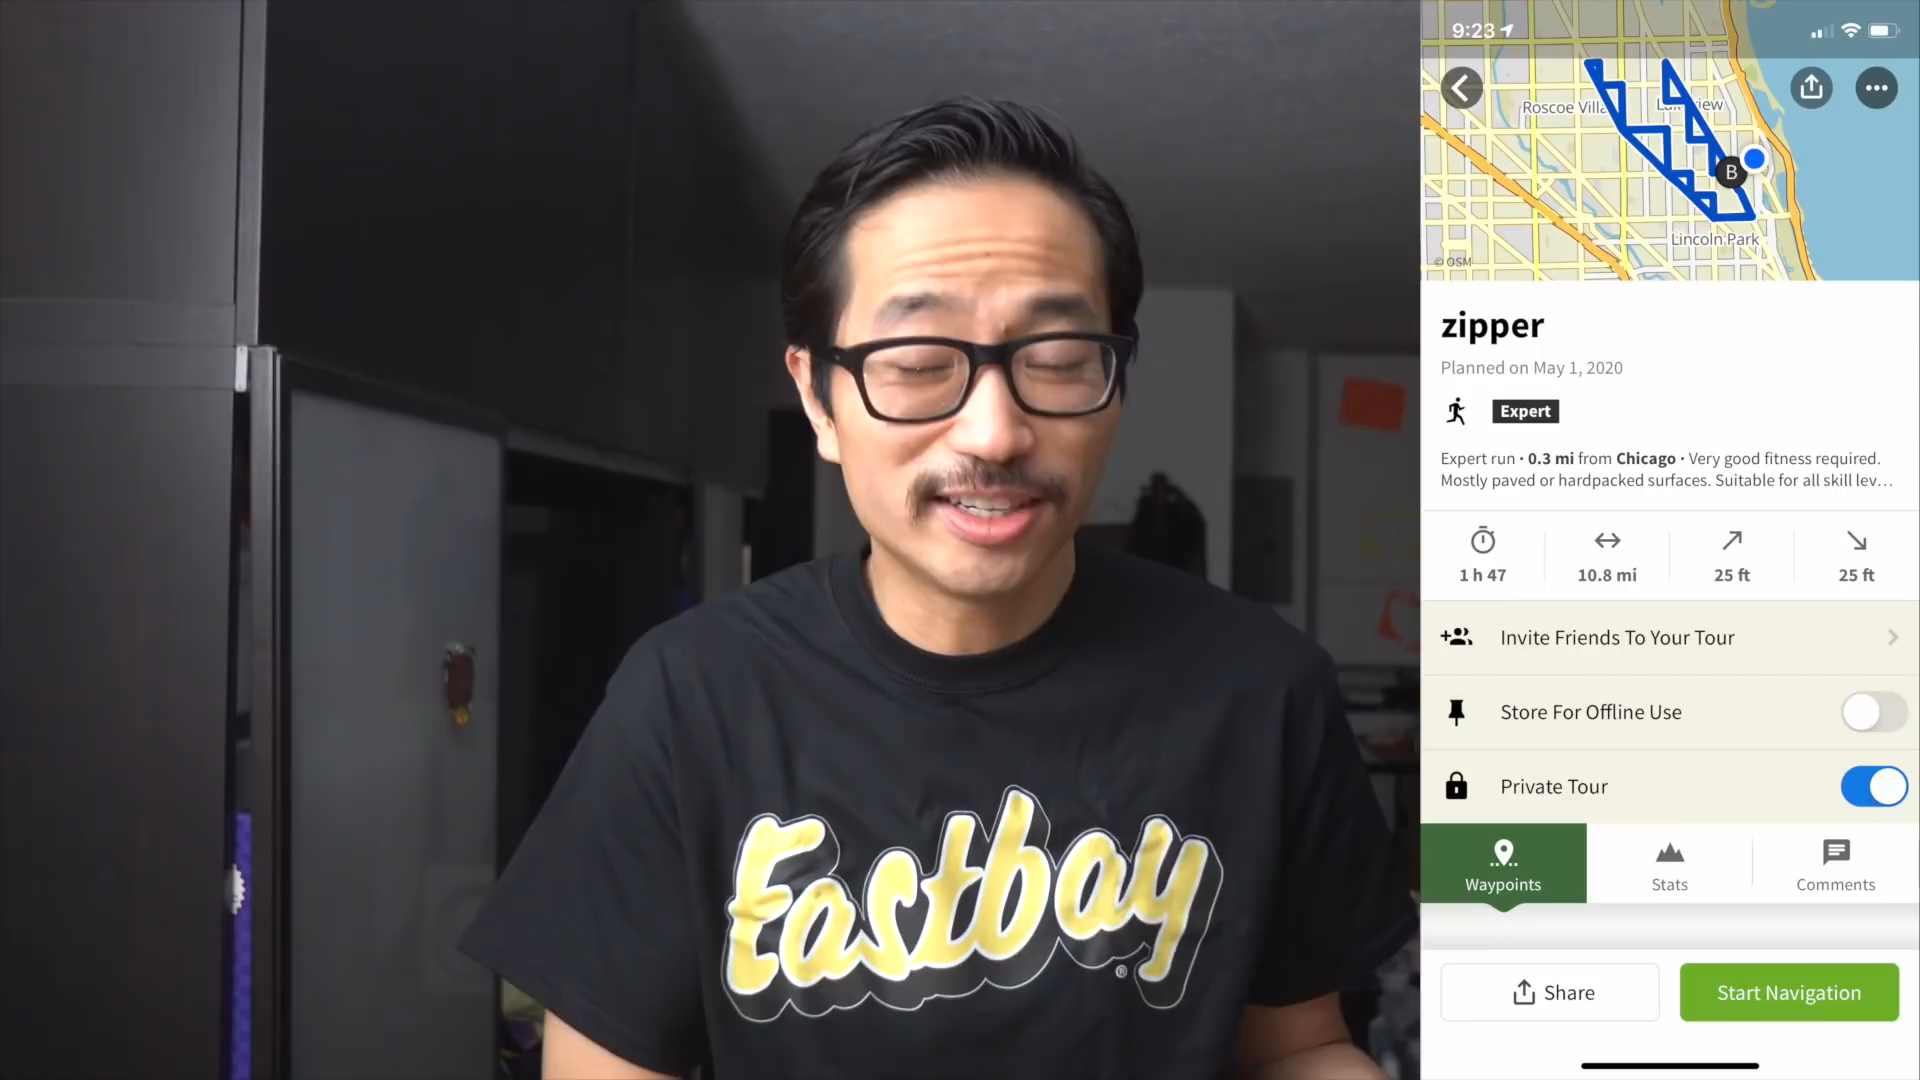 Eastbay
®
9:23
Roscoe Villa
B
Lincoln Park
© OSM
zipper
Planned on May 1, 2020
Expert
Expert run · 0.3 mi from Chicago · Very good fitness required.
Mostly paved or hardpacked surfaces. Suitable for all skill lev…
1 h 47
10.8 mi
25 ft
25 ft
Invite Friends To Your Tour
Store For Offline Use
Private Tour
Waypoints
Stats
Comments
Share
Start Navigation